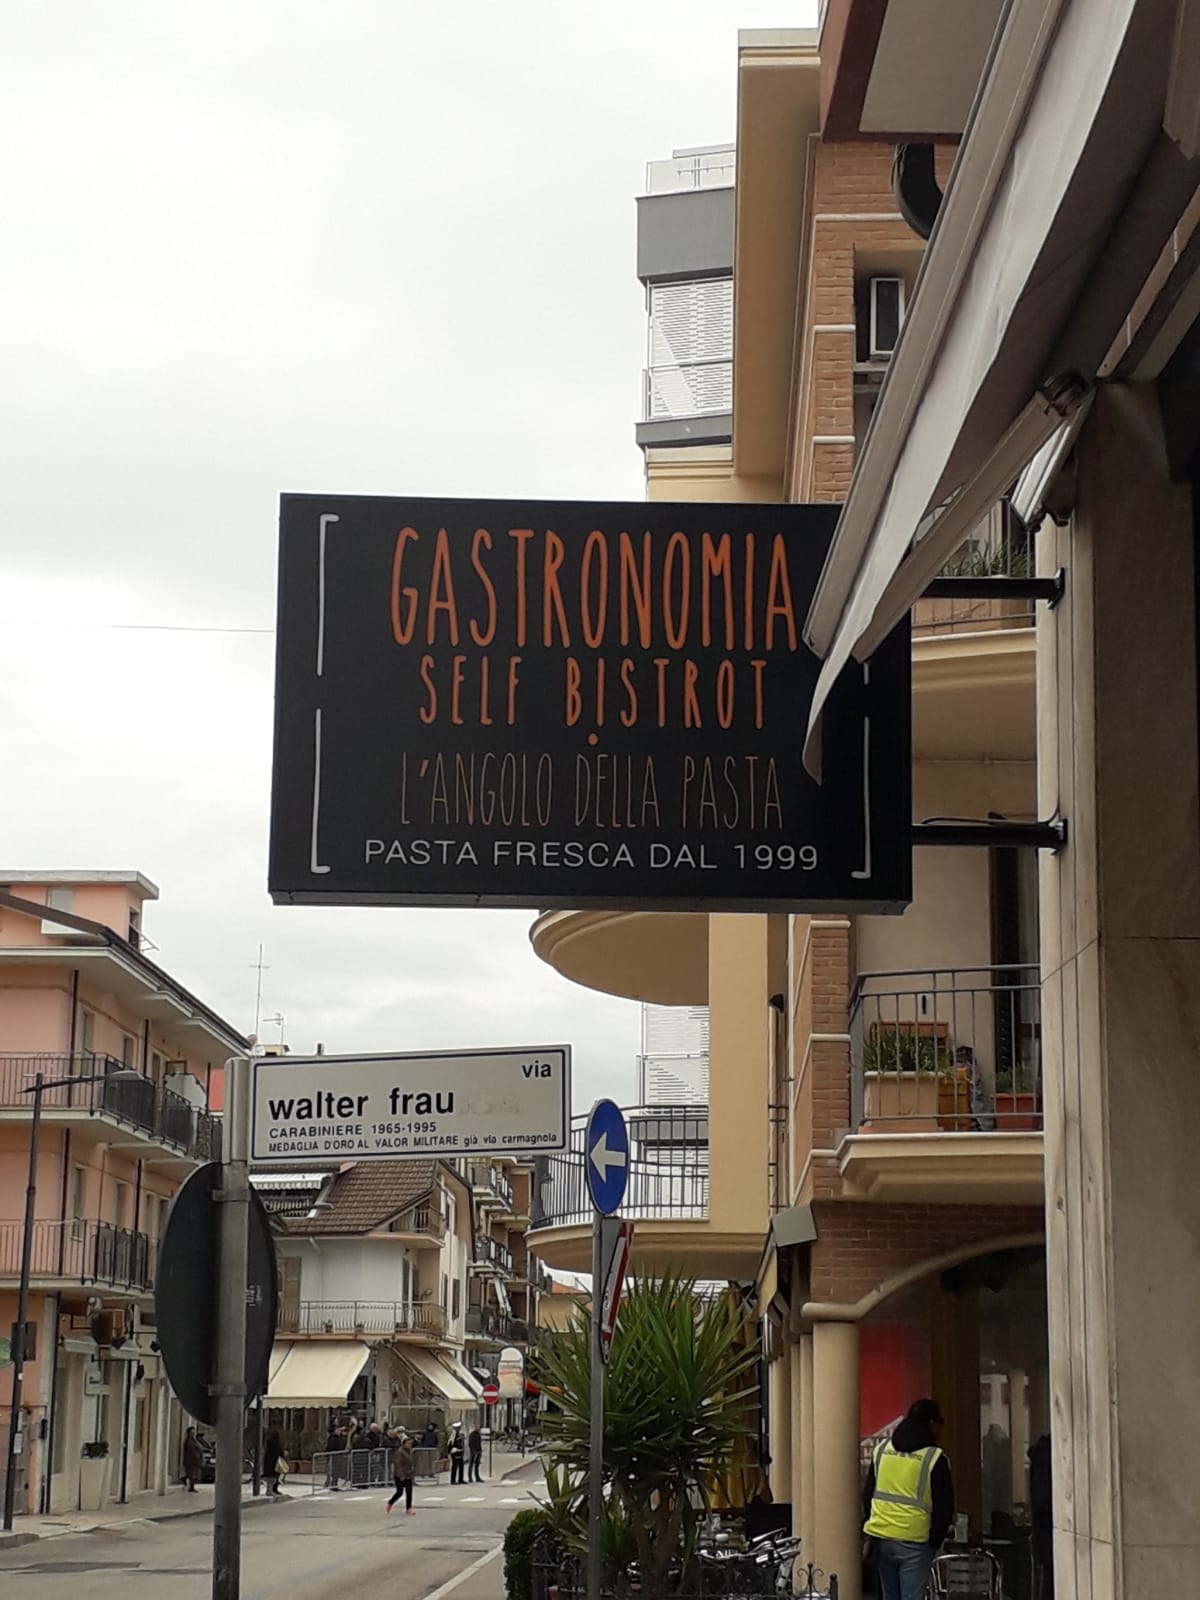 GASTRONOMIA
SELF BISTROT
L'ANGOLO DELLA PASTA
PASTA FRESCA DAL 1999
via
walter frau
CARABINIERE 1965-1995
MEDAGLIA D'ORO AL VALOR MILITARE già via carmagnola